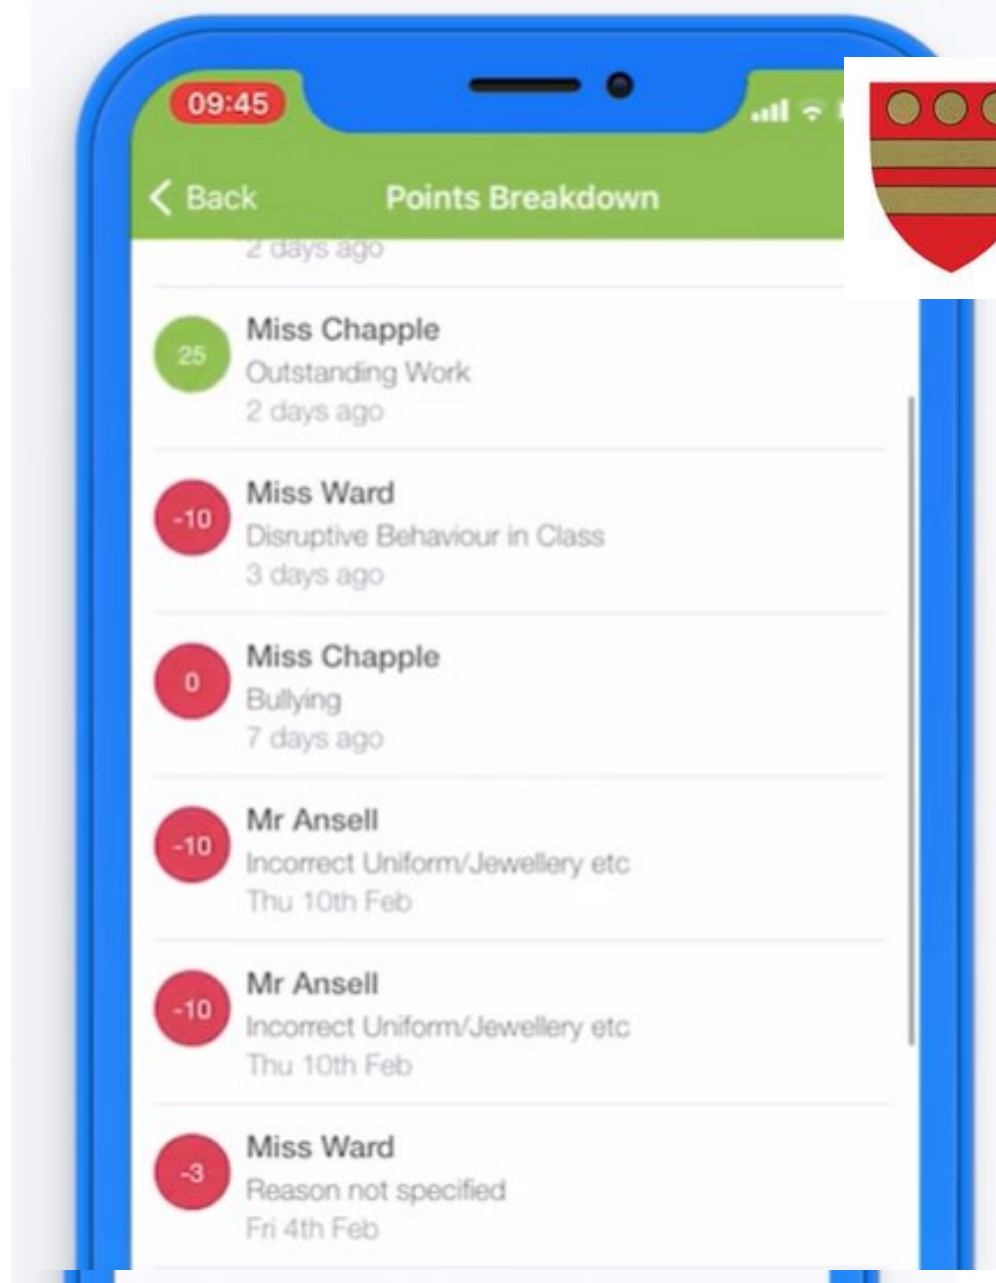 09:45
Back
Points Breakdown
2 days ago
25
Miss Chapple
Outstanding Work
2 days ago
-10
Miss Ward
Disruptive Behaviour in Class
3 days ago
0
Miss Chapple
Bullying
7 days ago
-10
Mr Ansell
Incorrect Uniform/Jewellery etc
Thu 10th Feb
-10
Mr Ansell
Incorrect Uniform/Jewellery etc
Thu 10th Feb
-3
Miss Ward
Reason not specified
Fri 4th Feb